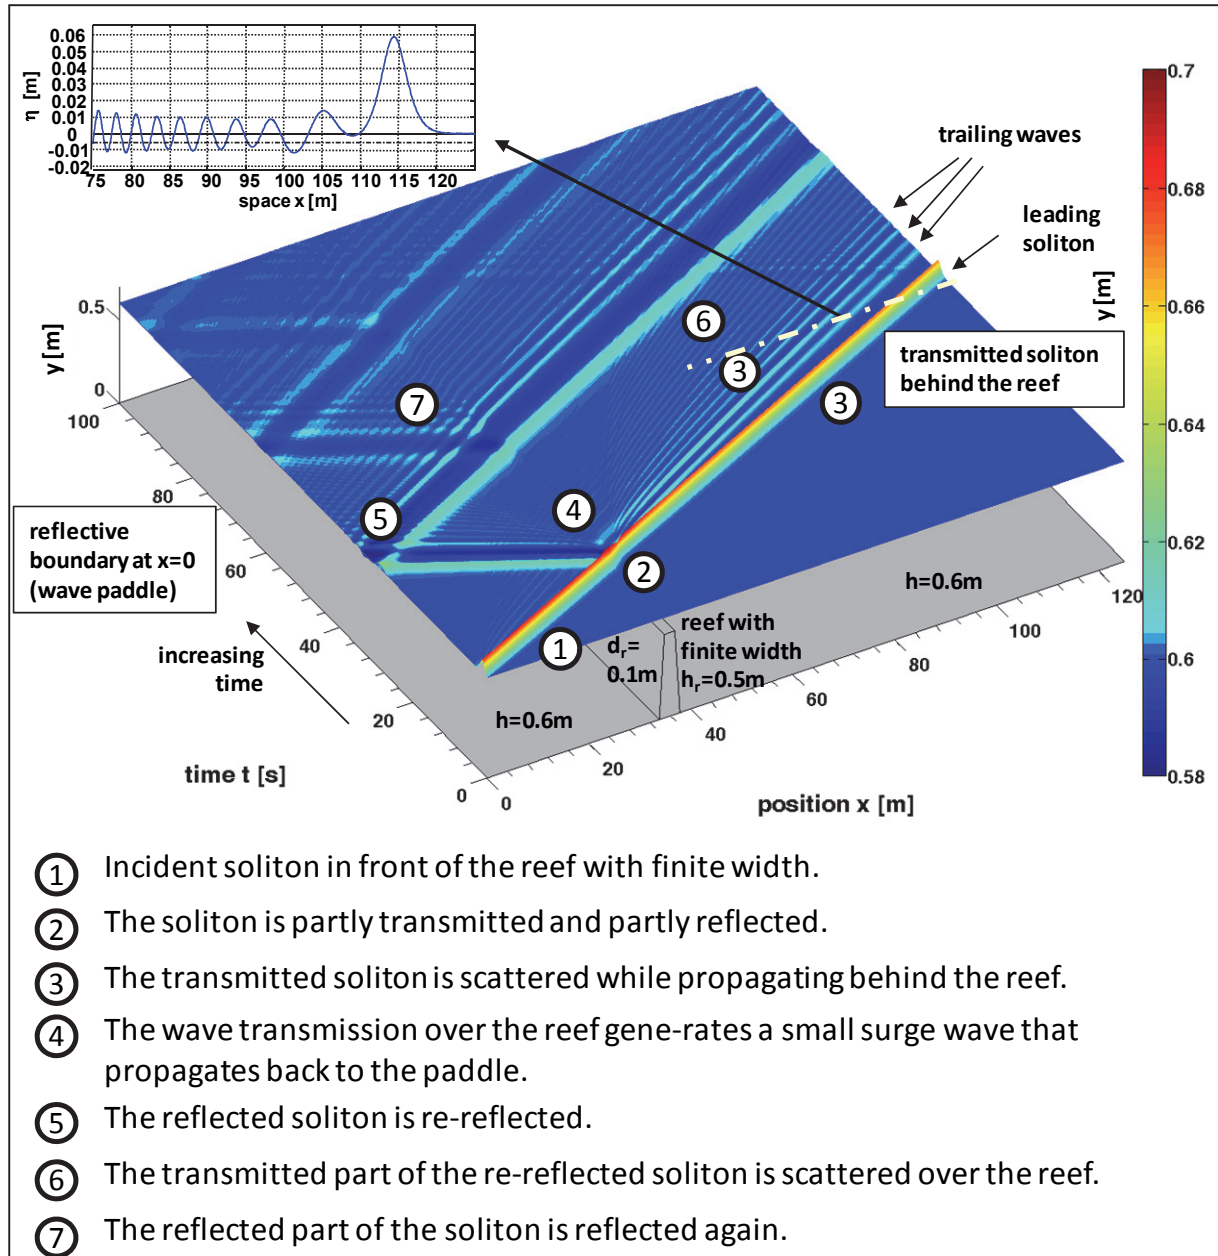 0.06
0.05
0.04
0.03
0.02
0.01
0
-0.01
-0.02
η [m]
75 80 85 90 95 100 105 110 115 120
space x [m]
0.7
0.68
0.66
0.64
0.62
0.6
0.58
trailing waves
leading
soliton
y [m]
transmitted soliton
behind the reef
0.5
0
y [m]
6
3
3
7
5
4
2
1
100
80
60
40
20
0
reflective
boundary at x=0
(wave paddle)
increasing
time
time t [s]
h=0.6m
dr=
0.1m
reef with
finite width
hr=0.5m
h=0.6m
0
20
40
60
80
100
120
position x [m]
1 Incident soliton in front of the reef with finite width.
2 The soliton is partly transmitted and partly reflected.
3 The transmitted soliton is scattered while propagating behind the reef.
4 The wave transmission over the reef gene-rates a small surge wave that
propagates back to the paddle.
5 The reflected soliton is re-reflected.
6 The transmitted part of the re-reflected soliton is scattered over the reef.
7 The reflected part of the soliton is reflected again.